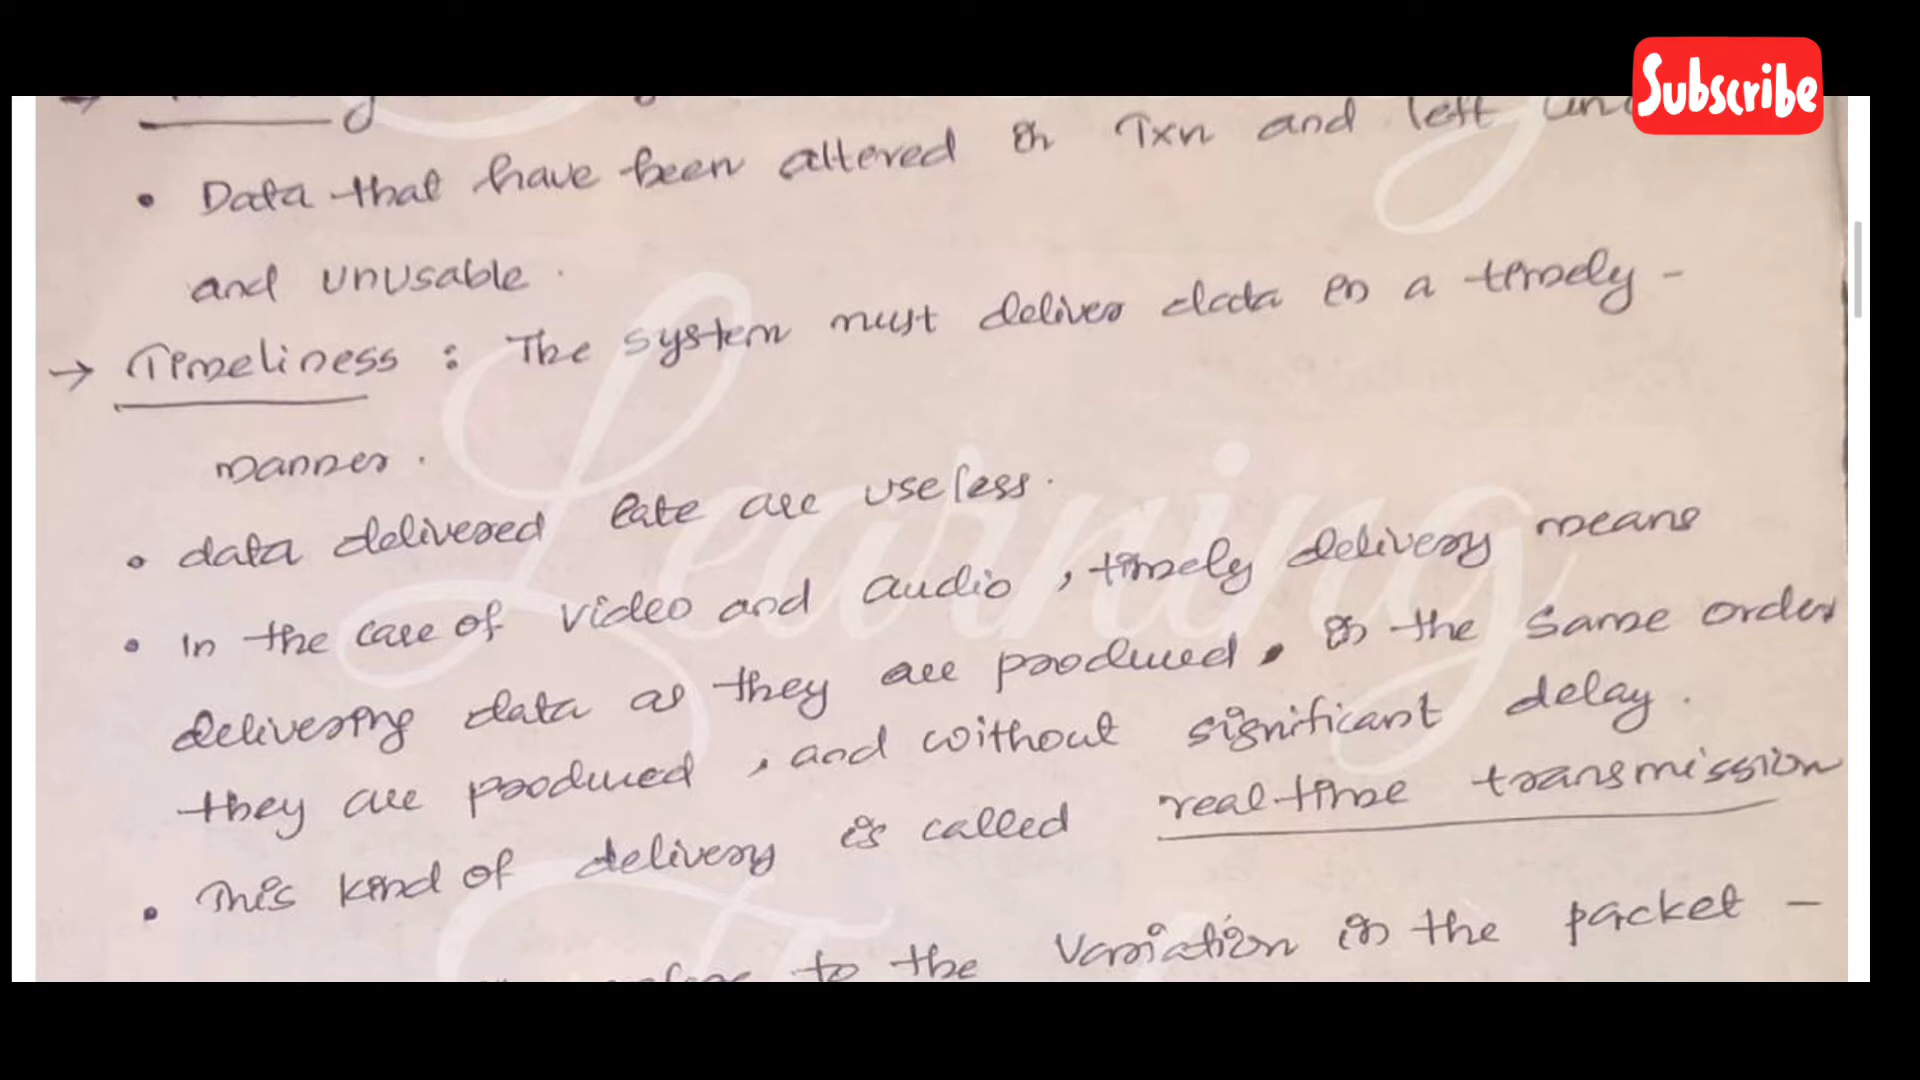 Subscribe
• Data that have been altered in Txn and left
and unusable.
→ Timeliness : The system must deliver data in a timely -
manner.
• data delivered late are useless.
• In the case of video and audio, timely delivery means
delivering data as they are produced, in the same order
they are produced, and without significant delay.
• This kind of delivery is called real-time transmission
to the variation in the packet -
Learning